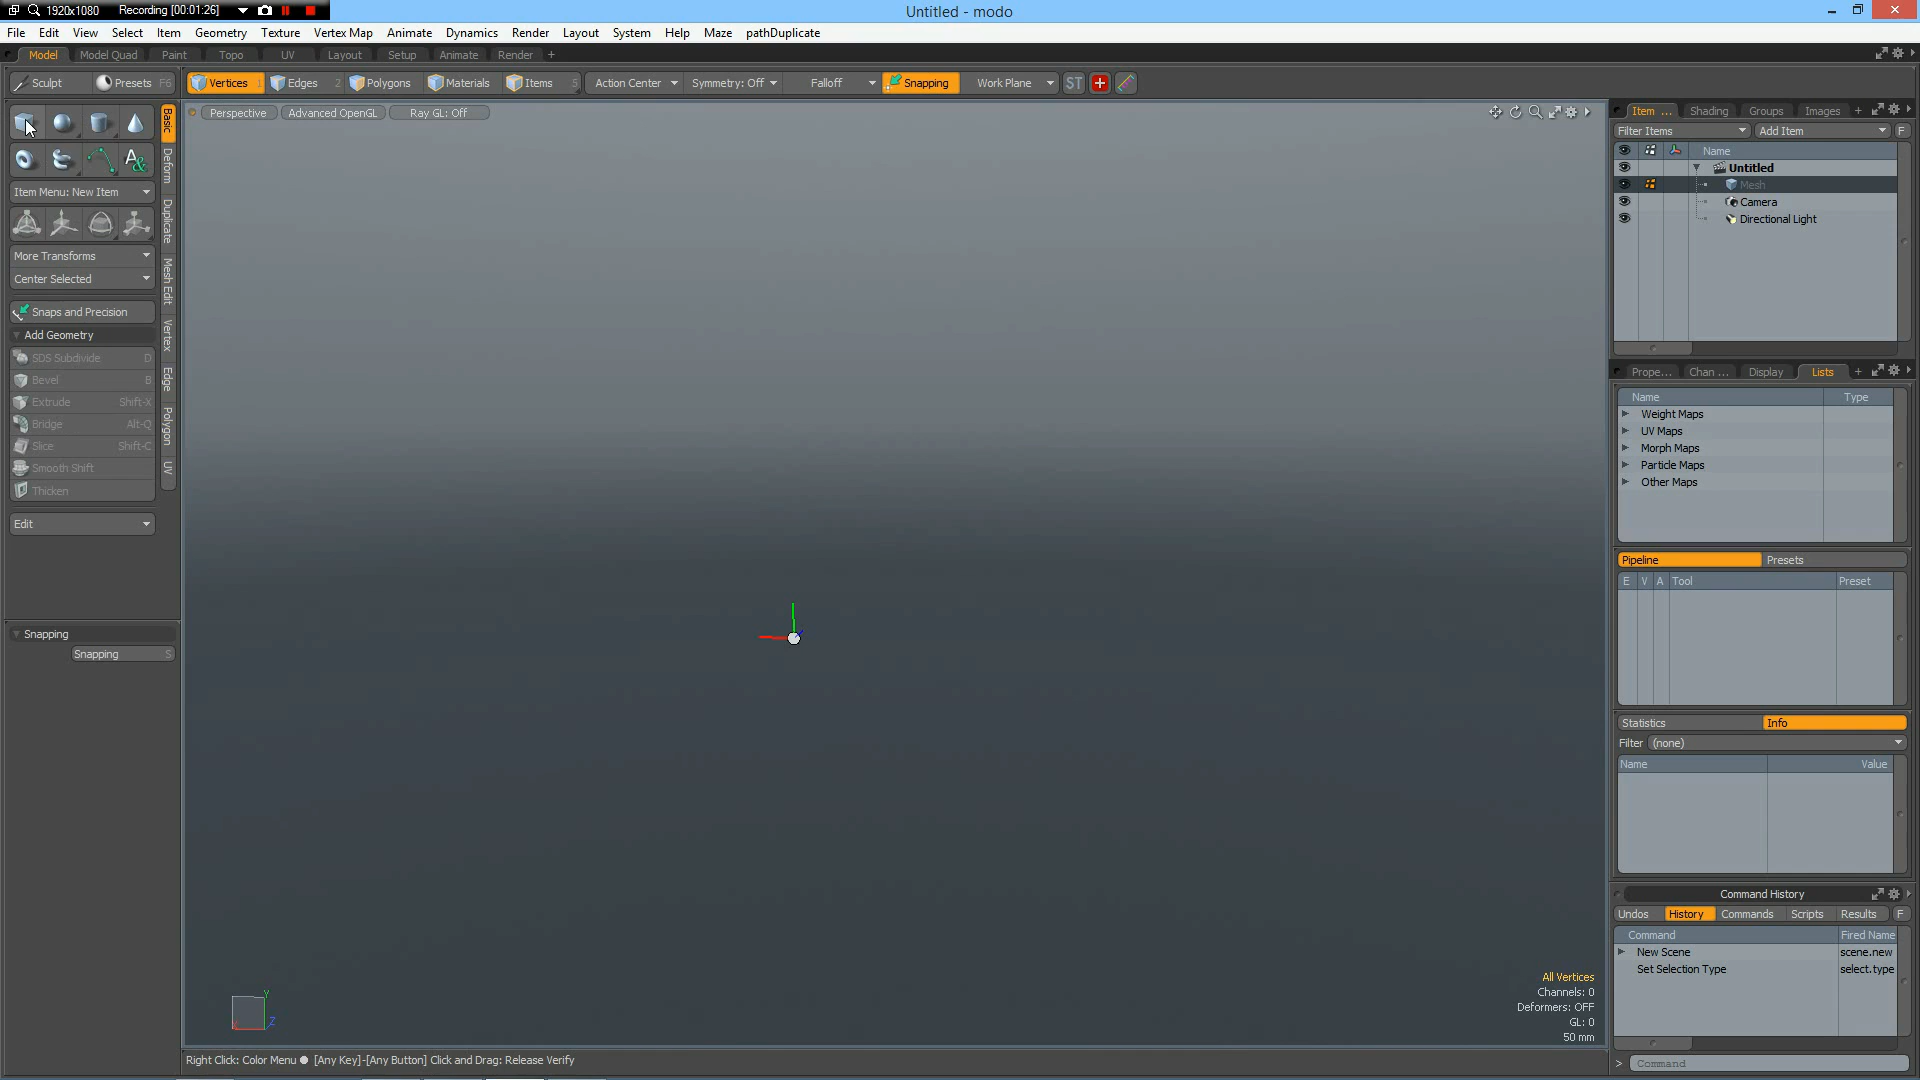 1920x1080 Recording [00:01:26]
Untitled - modo
File Edit View Select Item Geometry Texture Vertex Map Animate Dynamics Render Layout System Help Maze pathDuplicate
Model Model Quad Paint Topo UV Layout Setup Animate Render +
Sculpt Presets F6 Vertices 1 Edges 2 Polygons Materials Items 5 Action Center Symmetry: Off Falloff Snapping Work Plane ST
Perspective Advanced OpenGL Ray GL: Off
Basic
Deform
Duplicate
Mesh Edit
Vertex
Edge
Polygon
UV
Item Menu: New Item
More Transforms
Center Selected
Snaps and Precision
Add Geometry
SDS Subdivide D
Bevel B
Extrude Shift-X
Bridge Alt-Q
Slice Shift-C
Smooth Shift
Thicken
Edit
Snapping
Snapping S
Y
X
Z
All Vertices
Channels: 0
Deformers: OFF
GL: 0
50 mm
Right Click: Color Menu ● [Any Key]-[Any Button] Click and Drag: Release Verify
Item ... Shading Groups Images +
Filter Items Add Item F
Name
Untitled
Mesh
Camera
Directional Light
Prope... Chan ... Display Lists +
Name Type
Weight Maps
UV Maps
Morph Maps
Particle Maps
Other Maps
Pipeline Presets
E V A Tool Preset
Statistics Info
Filter (none)
Name Value
Command History
Undos History Commands Scripts Results F
Command Fired Name
New Scene scene.new
Set Selection Type select.type
> Command